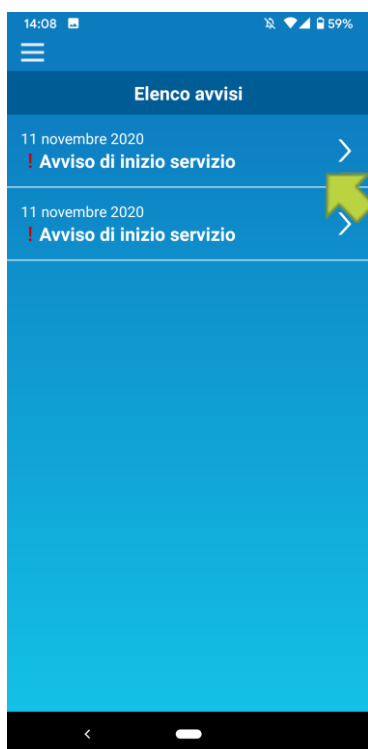 14:08 59%
Elenco avvisi
11 novembre 2020
! Avviso di inizio servizio
11 novembre 2020
! Avviso di inizio servizio